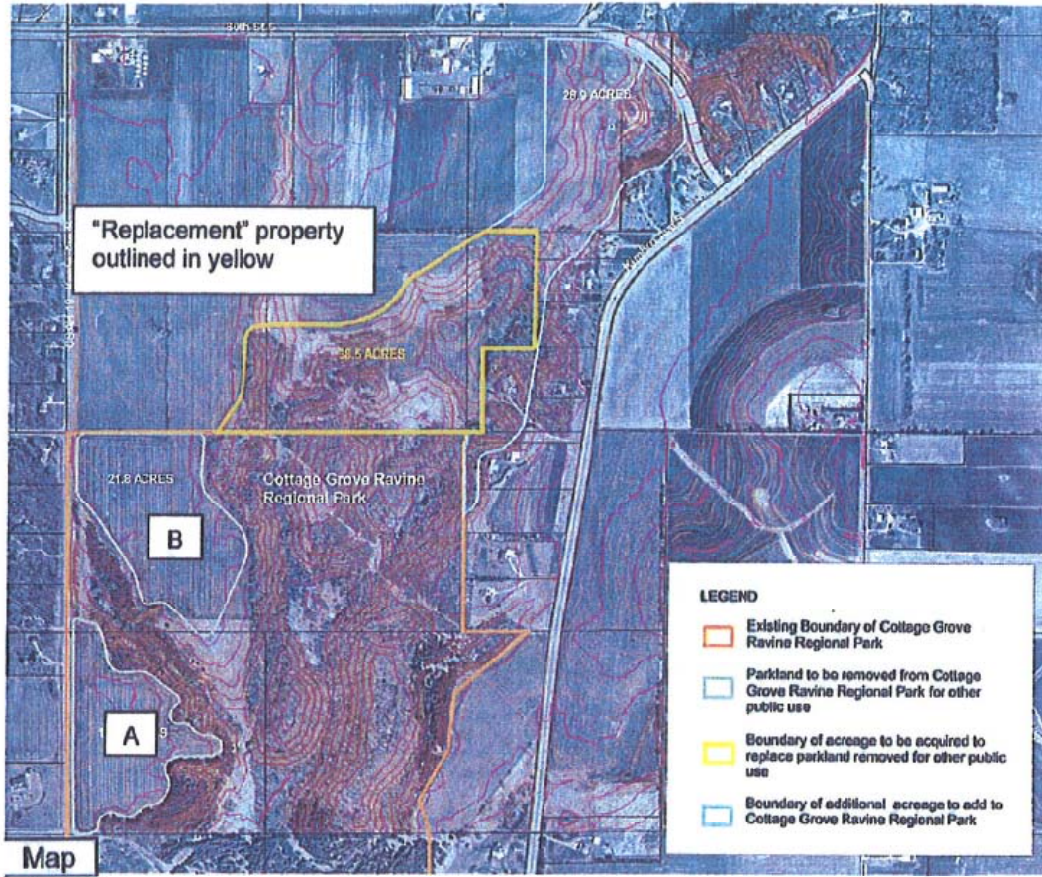 80th St S
28.9 ACRES
"Replacement" property
outlined in yellow
Cottage Grove Ravine
Regional Park
21.8 ACRES
B
A
LEGEND
Existing Boundary of Cottage Grove
Ravine Regional Park
Parkland to be removed from Cottage
Grove Ravine Regional Park for other
public use
Boundary of acreage to be acquired to
replace parkland removed for other public
use
Boundary of additional acreage to add to
Cottage Grove Ravine Regional Park
Map